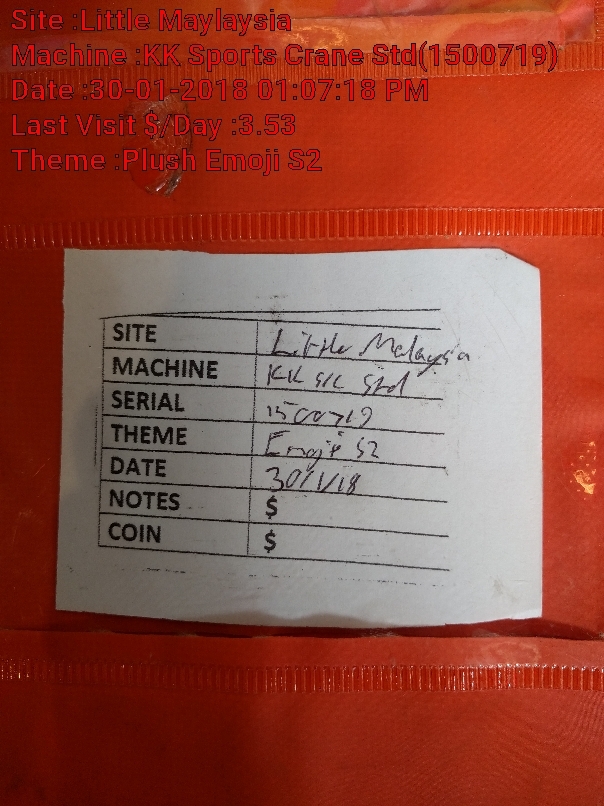 Site :Little Maylaysia
Machine :KK Sports Crane Std(1500719)
Date :30-01-2018 01:07:18 PM
Last Visit $/Day :3.53
Theme :Plush Emoji S2
SITE Little Malaysia
MACHINE KK S/C Std
SERIAL 1500719
THEME Emoji S2
DATE 30/1/18
NOTES $
COIN $